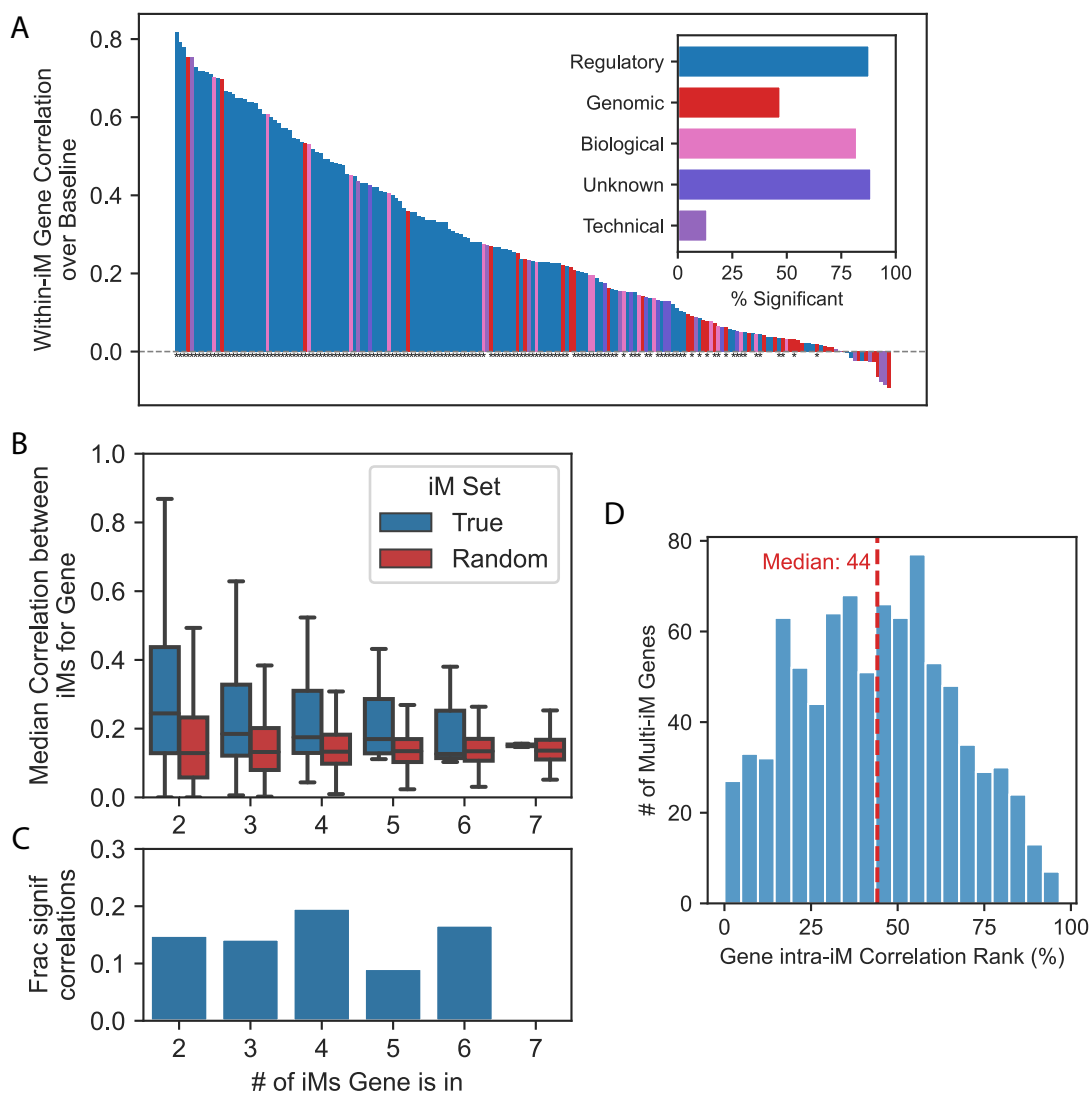 A
Within-iM Gene Correlation
over Baseline
0.8
0.6
0.4
0.2
0.0
Regulatory
Genomic
Biological
Unknown
Technical
0
50
100
% Significant
B
Median Correlation between
iMs for Gene
1.0
0.8
0.6
0.4
0.2
0.0
iM Set
True
Random
2
3
4
5
6
7
C
Frac signif
correlations
0.3
0.2
0.1
0.0
2
3
4
5
6
7
# of iMs Gene is in
D
# of Multi-iM Genes
80
60
40
20
0
Median: 44
0
25
50
75
100
Gene intra-iM Correlation Rank (%)